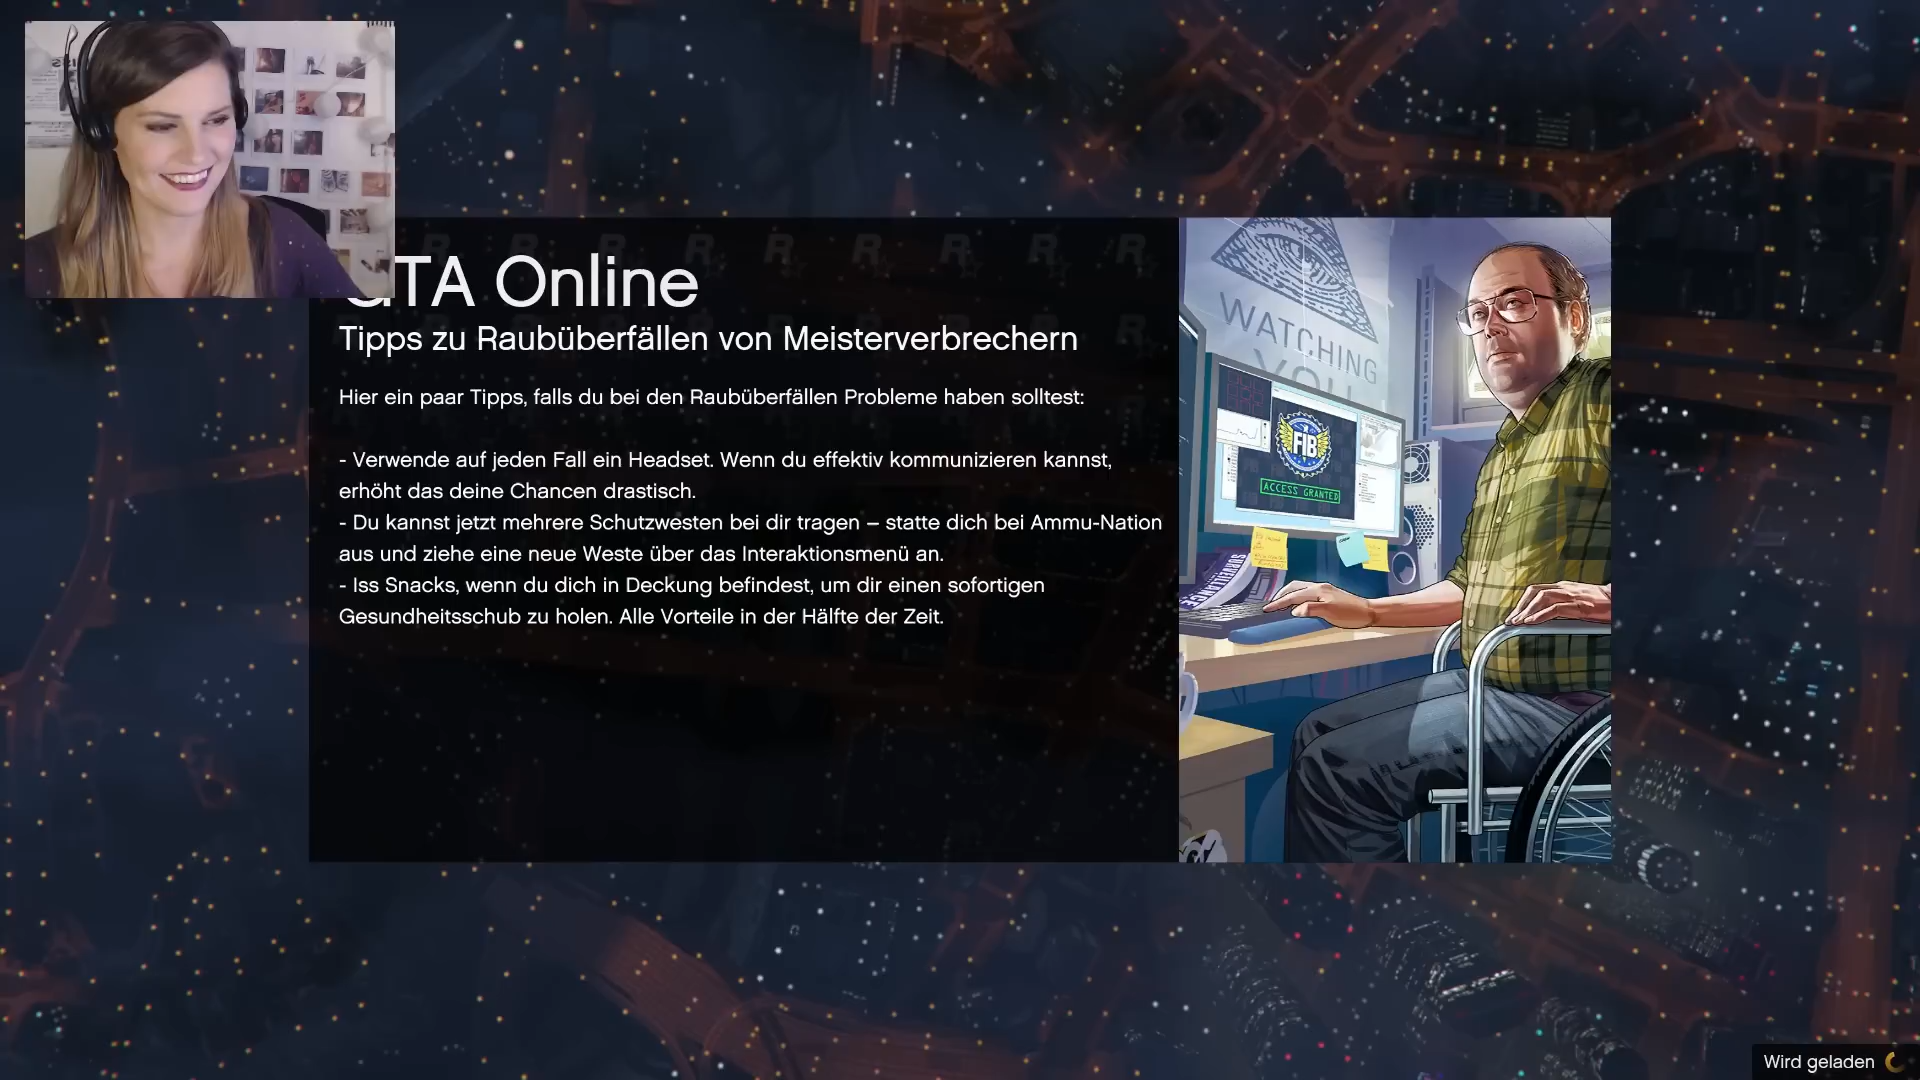 GTA Online
Tipps zu Raubüberfällen von Meisterverbrechern
Hier ein paar Tipps, falls du bei den Raubüberfällen Probleme haben solltest:
- Verwende auf jeden Fall ein Headset. Wenn du effektiv kommunizieren kannst,
erhöht das deine Chancen drastisch.
- Du kannst jetzt mehrere Schutzwesten bei dir tragen – statte dich bei Ammu-Nation
aus und ziehe eine neue Weste über das Interaktionsmenü an.
- Iss Snacks, wenn du dich in Deckung befindest, um dir einen sofortigen
Gesundheitsschub zu holen. Alle Vorteile in der Hälfte der Zeit.
WATCHING
YOU
FIB
ACCESS GRANTED
SURVEILLANCE
Wird geladen